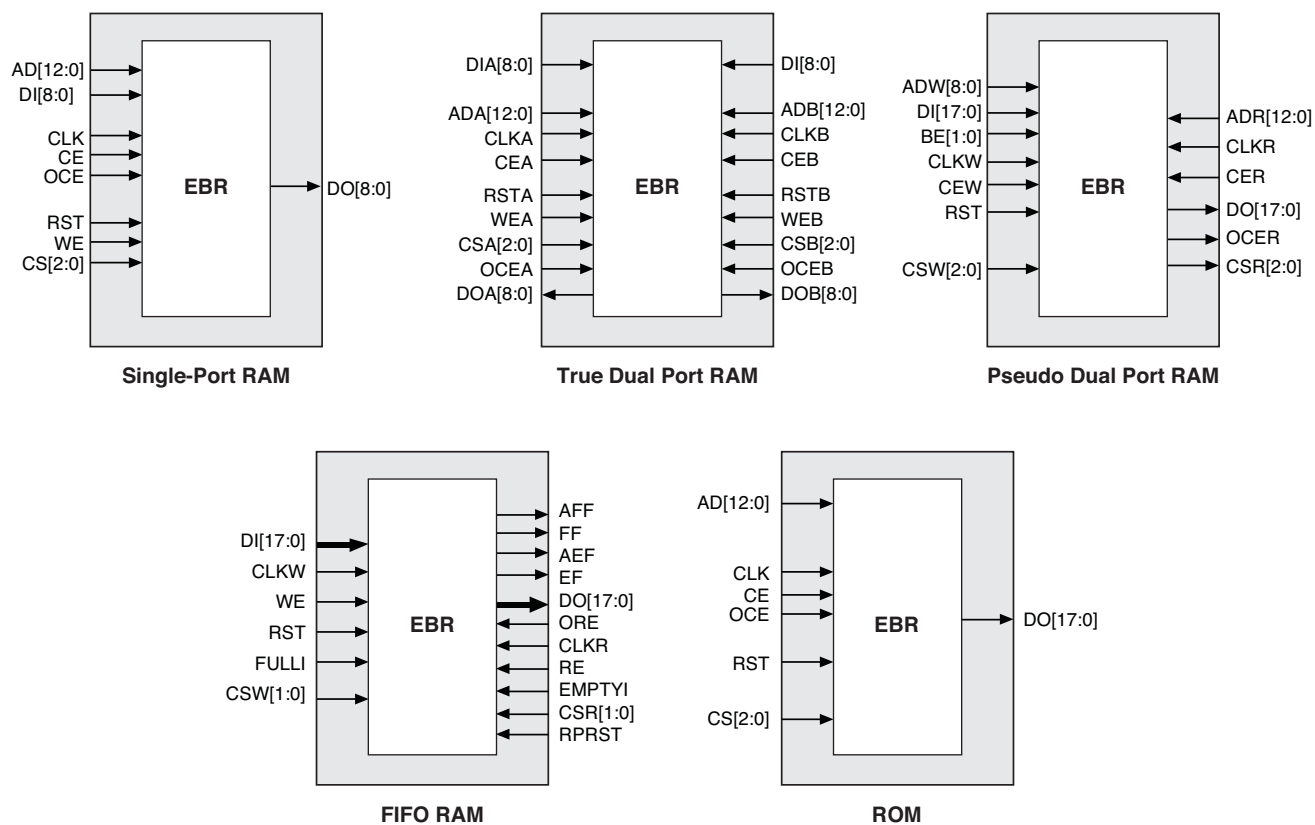 AD[12:0]
DI[8:0]
CLK
CE
OCE
RST
WE
CS[2:0]
EBR
DO[8:0]
Single-Port RAM
DIA[8:0]
ADA[12:0]
CLKA
CEA
RSTA
WEA
CSA[2:0]
OCEA
DOA[8:0]
EBR
DI[8:0]
ADB[12:0]
CLKB
CEB
RSTB
WEB
CSB[2:0]
OCEB
DOB[8:0]
True Dual Port RAM
ADW[8:0]
DI[17:0]
BE[1:0]
CLKW
CEW
RST
CSW[2:0]
EBR
ADR[12:0]
CLKR
CER
DO[17:0]
OCER
CSR[2:0]
Pseudo Dual Port RAM
DI[17:0]
CLKW
WE
RST
FULLI
CSW[1:0]
EBR
AFF
FF
AEF
EF
DO[17:0]
ORE
CLKR
RE
EMPTYI
CSR[1:0]
RPRST
FIFO RAM
AD[12:0]
CLK
CE
OCE
RST
CS[2:0]
EBR
DO[17:0]
ROM